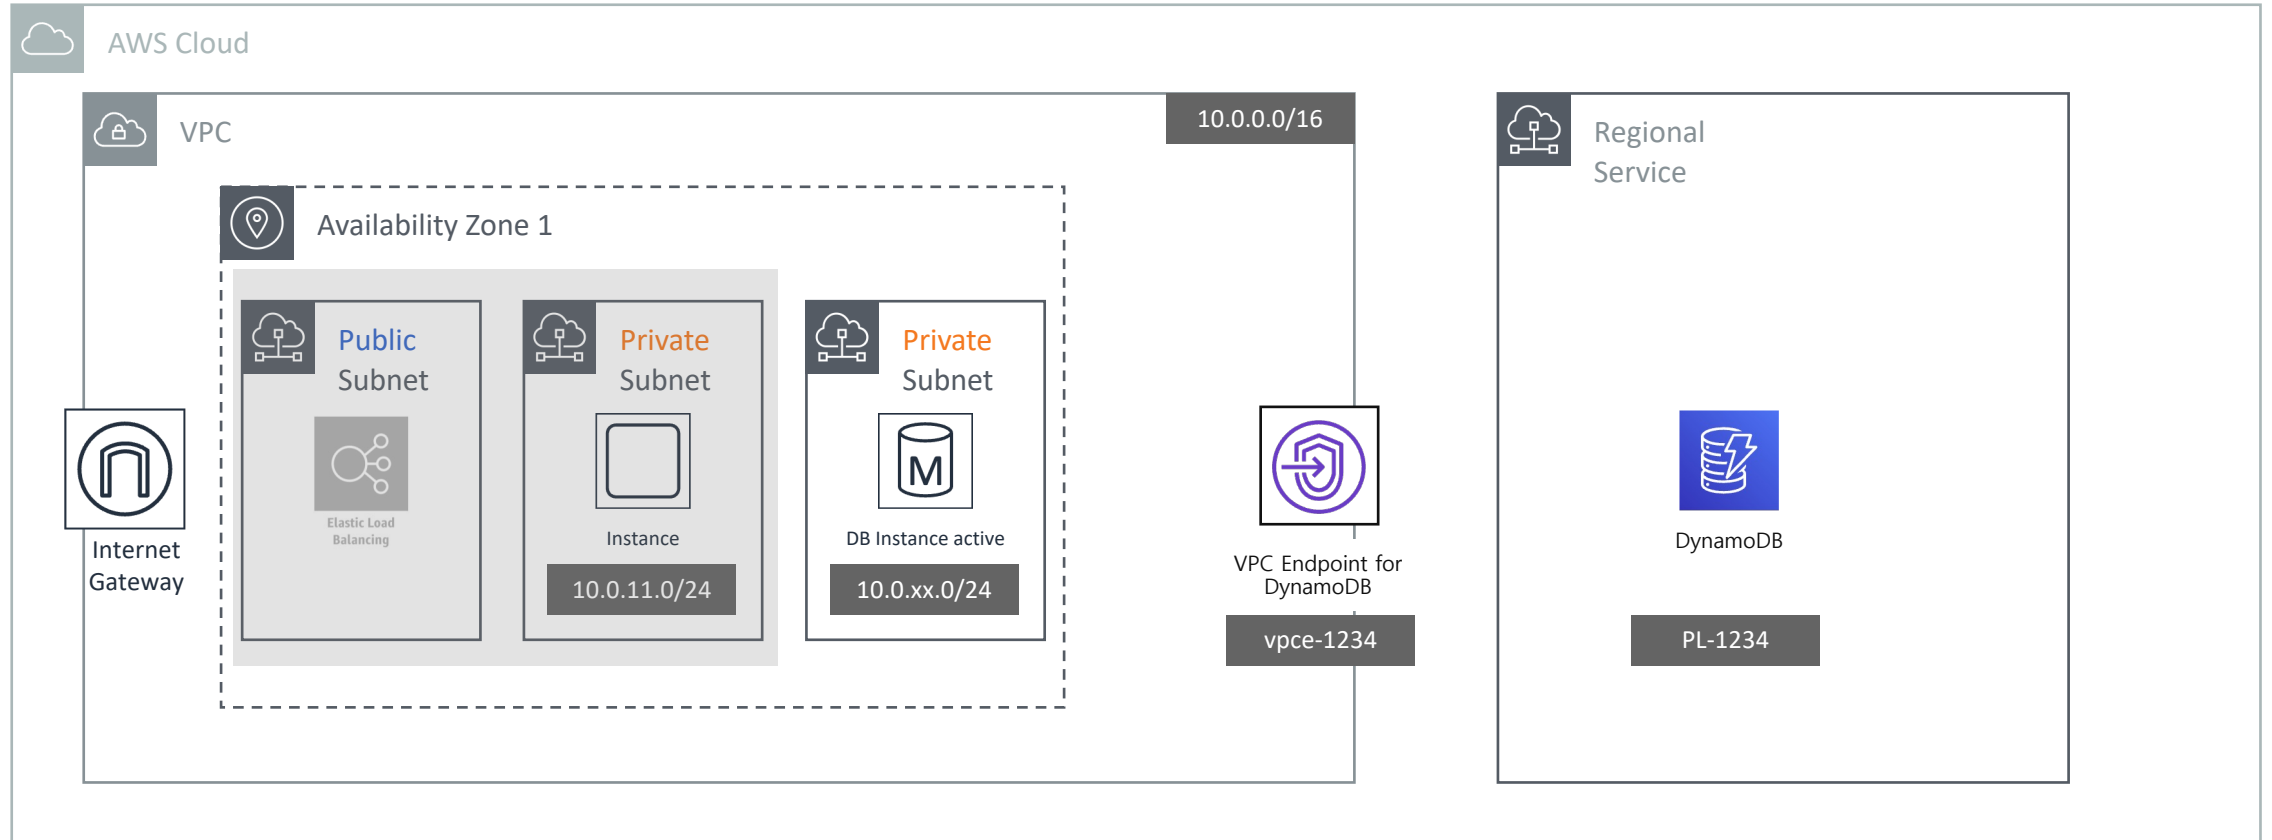 AWS Cloud
VPC
10.0.0.0/16
Regional
Service
Availability Zone 1
Public
Subnet
Private
Subnet
Private
Subnet
Elastic Load
Balancing
Instance
10.0.11.0/24
M
DB Instance active
10.0.xx.0/24
Internet
Gateway
VPC Endpoint for
DynamoDB
vpce-1234
DynamoDB
PL-1234